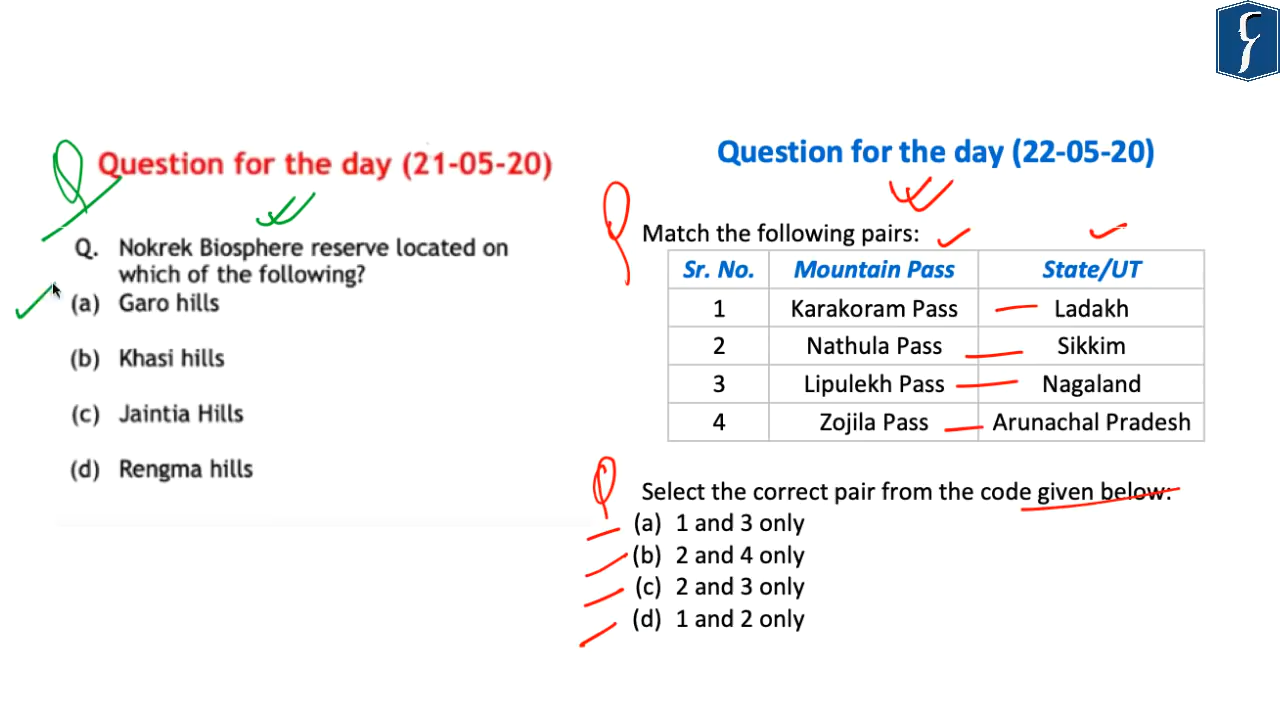 Question for the day (21-05-20)
Q. Nokrek Biosphere reserve located on
which of the following?
(a) Garo hills
(b) Khasi hills
(c) Jaintia Hills
(d) Rengma hills
Question for the day (22-05-20)
Match the following pairs:
Sr. No. Mountain Pass State/UT
1 Karakoram Pass Ladakh
2 Nathula Pass Sikkim
3 Lipulekh Pass Nagaland
4 Zojila Pass Arunachal Pradesh
Select the correct pair from the code given below:
(a) 1 and 3 only
(b) 2 and 4 only
(c) 2 and 3 only
(d) 1 and 2 only